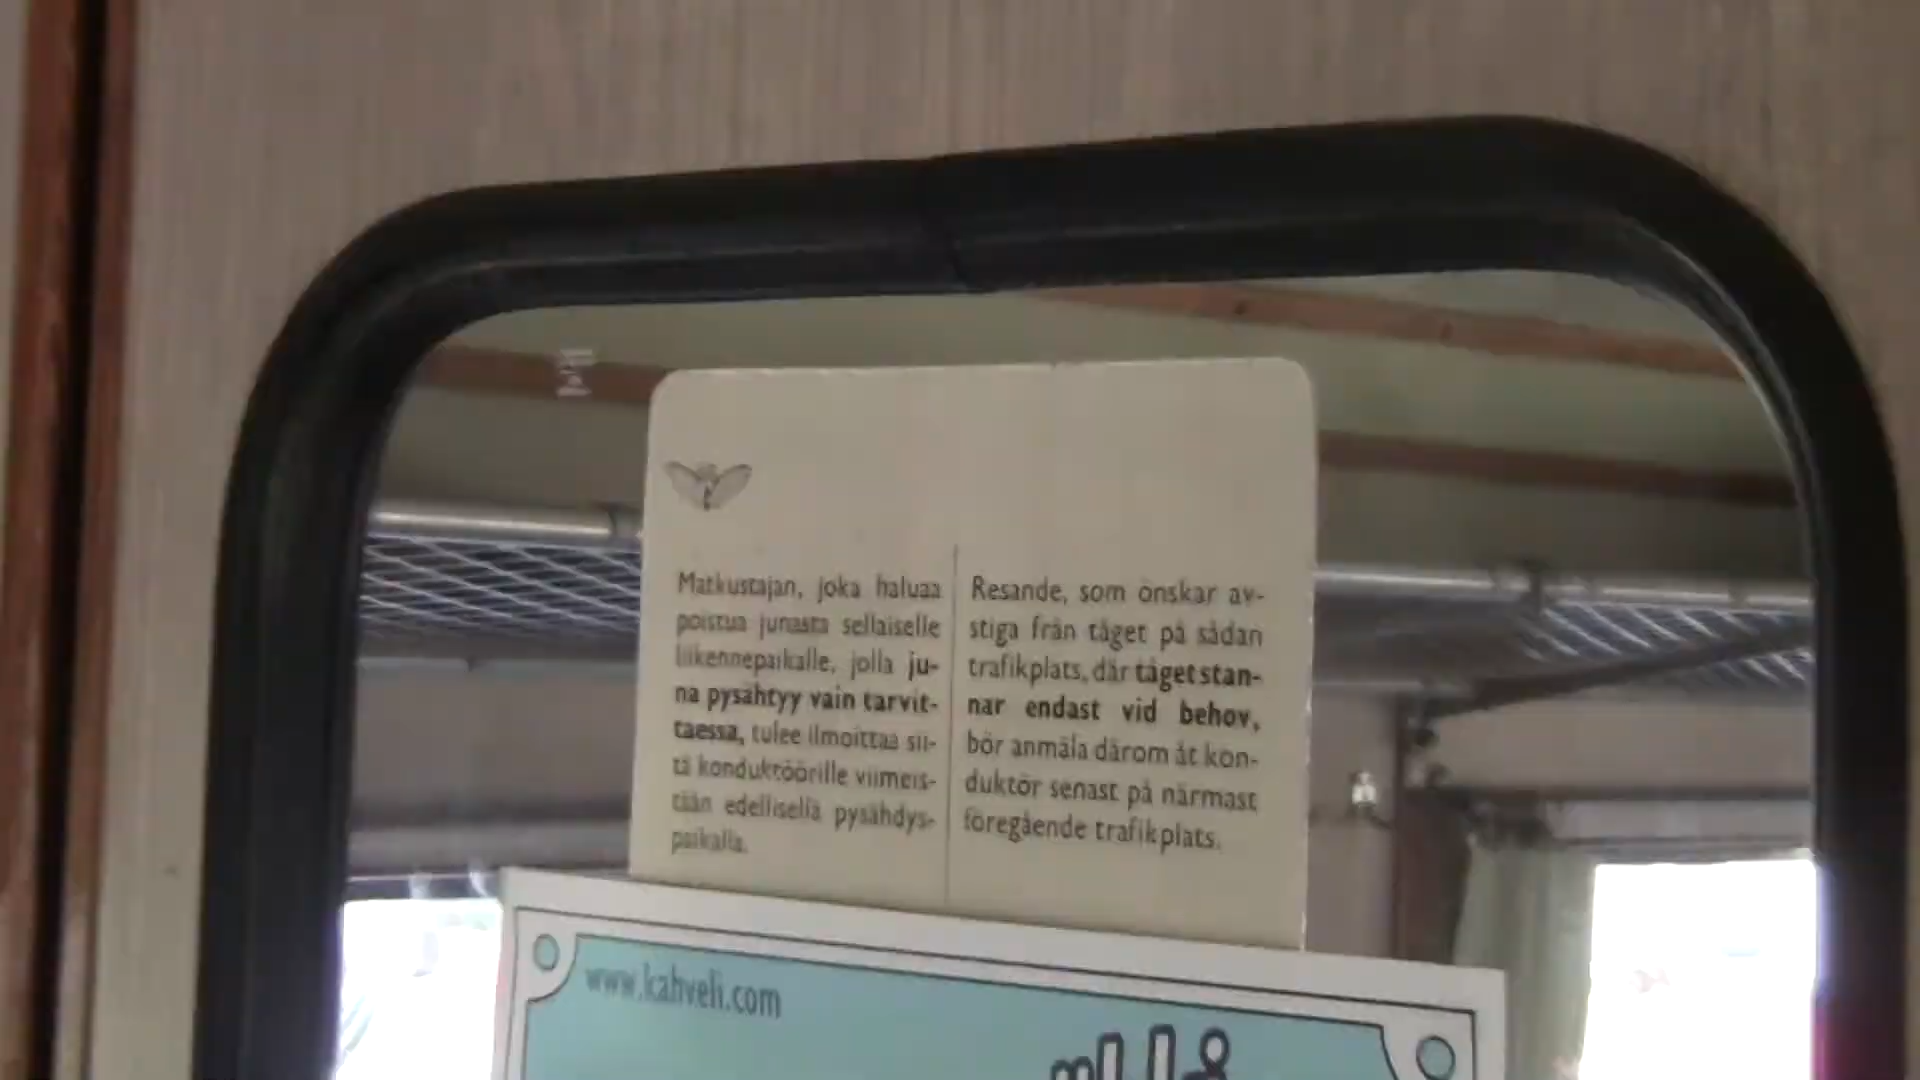 Matkustajan, joka haluaa
poistua junasta sellaiselle
liikennepaikalle, jolla ju-
na pysähtyy vain tarvit-
taessa, tulee ilmoittaa sii-
tä konduktöörille viimeis-
tään edellisellä pysähdys-
paikalla.
Resande, som önskar av-
stiga från tåget på sådan
trafikplats, där tåget stan-
nar endast vid behov,
bör anmäla därom åt kon-
duktör senast på närmast
föregående trafikplats.
www.kahveli.com